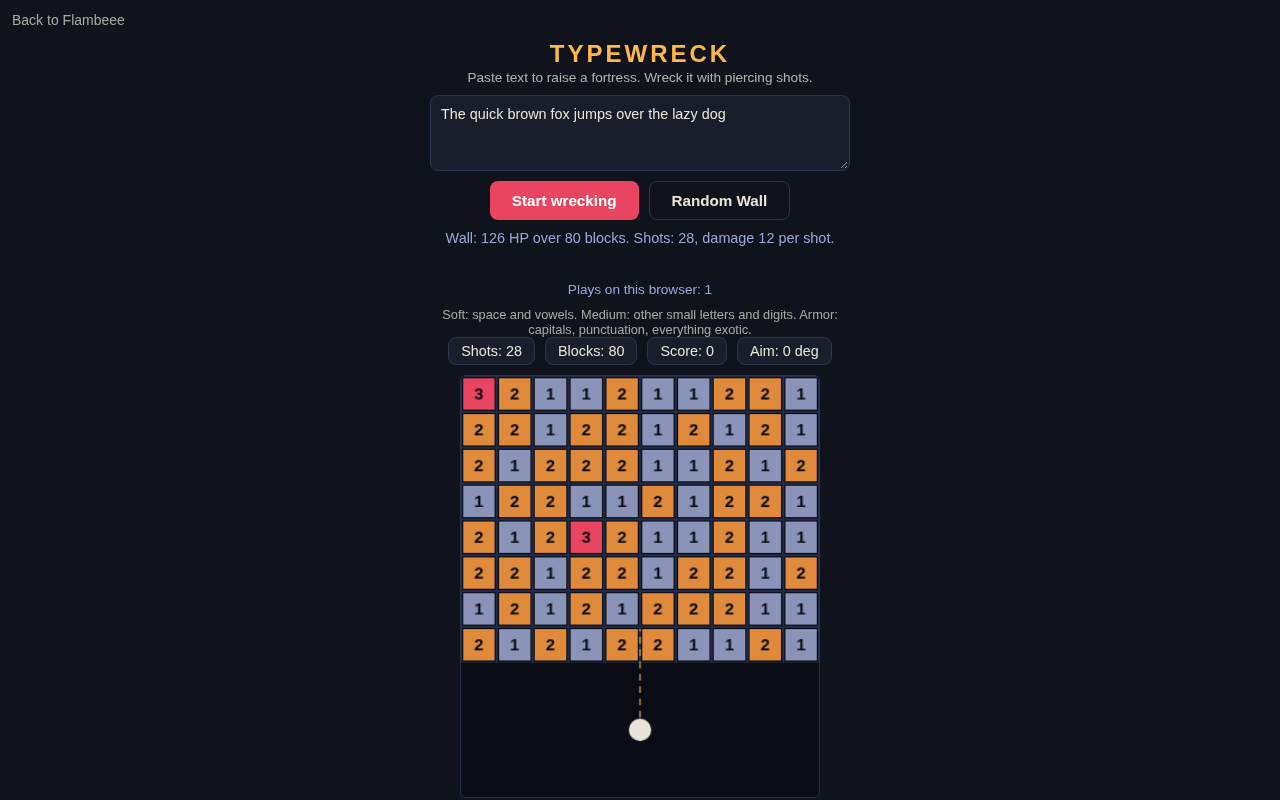 Back to Flambeee
TYPEWRECK
Paste text to raise a fortress. Wreck it with piercing shots.
The quick brown fox jumps over the lazy dog
Start wrecking Random Wall
Wall: 126 HP over 80 blocks. Shots: 28, damage 12 per shot.
Plays on this browser: 1
Soft: space and vowels. Medium: other small letters and digits. Armor:
capitals, punctuation, everything exotic.
Shots: 28 Blocks: 80 Score: 0 Aim: 0 deg
3 2 1 1 2 1 1 2 2 1
2 2 1 2 2 1 2 1 2 1
2 1 2 2 2 1 1 2 1 2
1 2 2 1 1 2 1 2 2 1
2 1 2 3 2 1 1 2 1 1
2 2 1 2 2 1 2 2 1 2
1 2 1 2 1 2 2 2 1 1
2 1 2 1 2 2 1 1 2 1